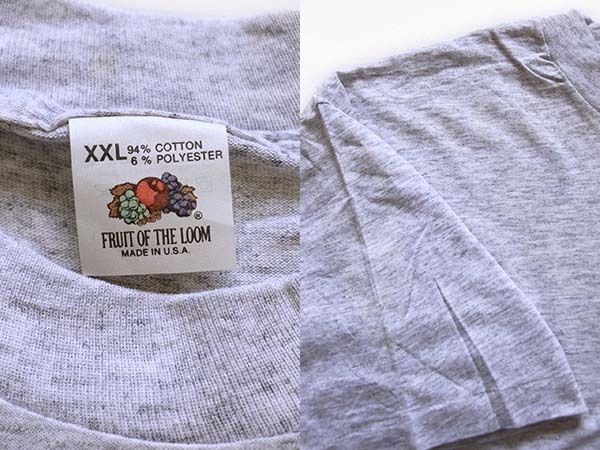 XXL 94% COTTON
6% POLYESTER
®
FRUIT OF THE LOOM
MADE IN U.S.A.